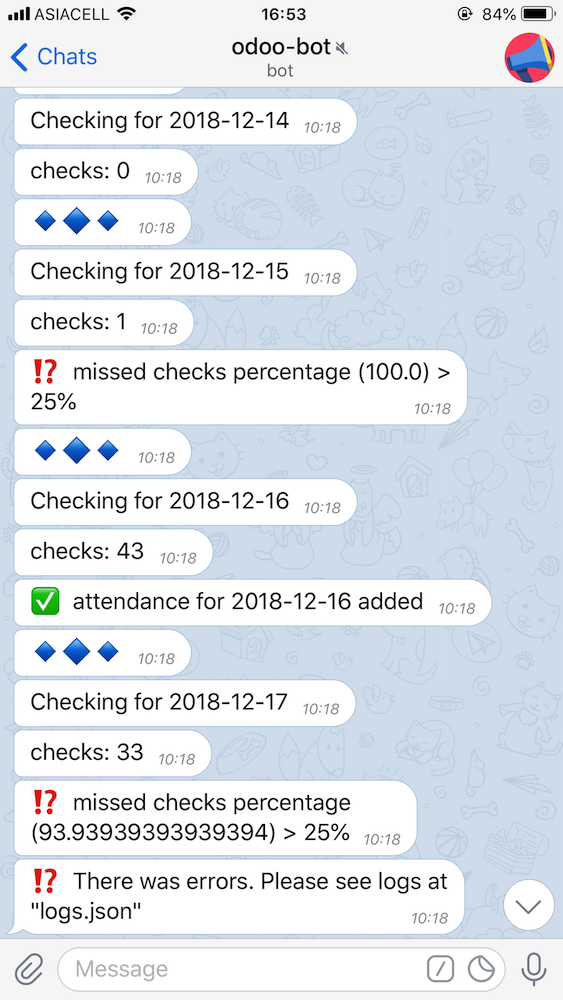 ASIACELL 16:53 84%
Chats
odoo-bot
bot
Checking for 2018-12-14 10:18
checks: 0 10:18
10:18
Checking for 2018-12-15 10:18
checks: 1 10:18
⁉️ missed checks percentage (100.0) >
25% 10:18
10:18
Checking for 2018-12-16 10:18
checks: 43 10:18
✅ attendance for 2018-12-16 added 10:18
10:18
Checking for 2018-12-17 10:18
checks: 33 10:18
⁉️ missed checks percentage
(93.93939393939394) > 25% 10:18
⁉️ There was errors. Please see logs at
"logs.json" 10:18
Message